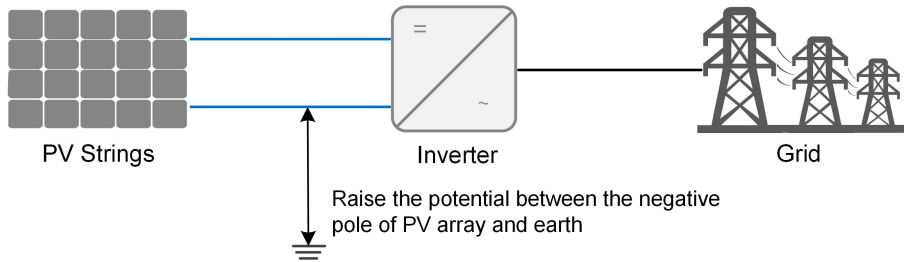 PV Strings
Inverter
Grid
Raise the potential between the negative
pole of PV array and earth